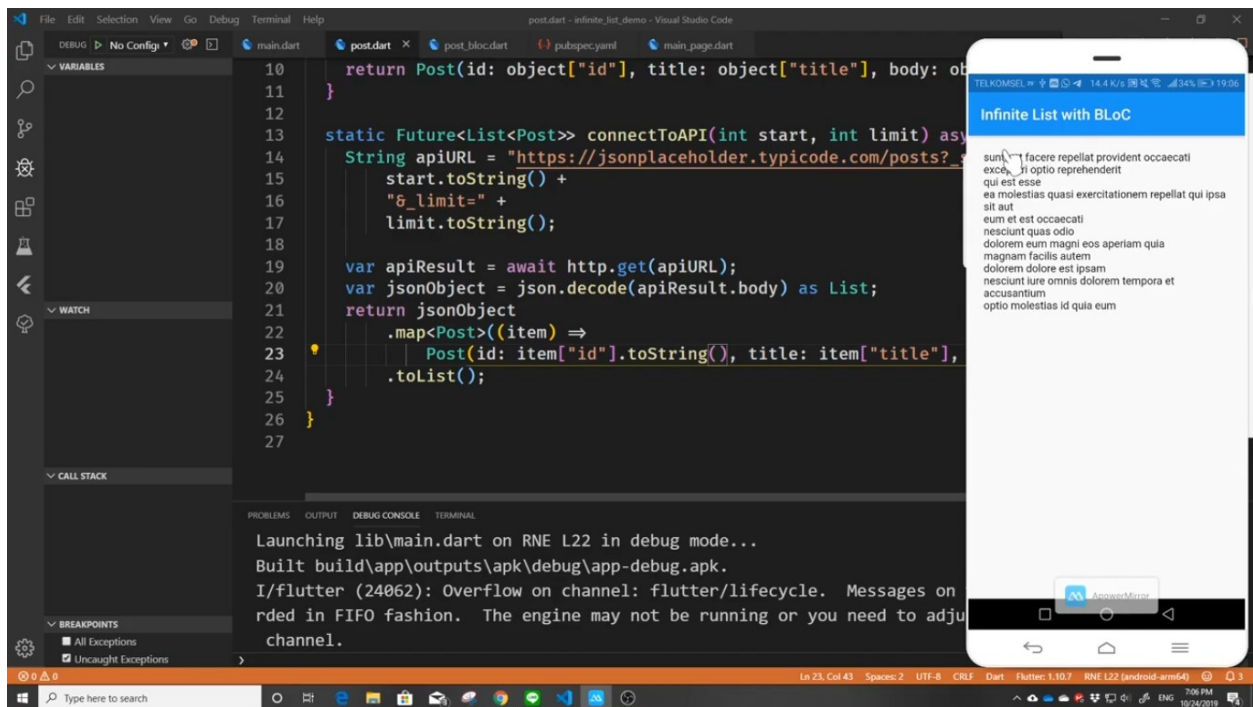 File Edit Selection View Go Debug Terminal Help
post.dart - infinite_list_demo - Visual Studio Code
DEBUG No Config
main.dart post.dart post_bloc.dart pubspec.yaml main_page.dart
VARIABLES
WATCH
CALL STACK
BREAKPOINTS
All Exceptions
Uncaught Exceptions
10 return Post(id: object["id"], title: object["title"], body: ob
11 }
12
13 static Future<List<Post>> connectToAPI(int start, int limit) asy
14 String apiURL = "https://jsonplaceholder.typicode.com/posts?_s
15 start.toString() +
16 "&_limit=" +
17 limit.toString();
18
19 var apiResult = await http.get(apiURL);
20 var jsonObject = json.decode(apiResult.body) as List;
21 return jsonObject
22 .map<Post>((item) ⇒
23 Post(id: item["id"].toString(), title: item["title"],
24 .toList();
25 }
26 }
27
PROBLEMS OUTPUT DEBUG CONSOLE TERMINAL
Launching lib\main.dart on RNE L22 in debug mode...
Built build\app\outputs\apk\debug\app-debug.apk.
I/flutter (24062): Overflow on channel: flutter/lifecycle. Messages on
rded in FIFO fashion. The engine may not be running or you need to adju
channel.
TELKOMSEL 14.4 K/s 34% 19:06
Infinite List with BLoC
facere repellat provident occaecati
optio reprehenderit
qui est esse
ea molestias quasi exercitationem repellat qui ipsa
sit aut
eum et est occaecati
nesciunt quas odio
dolorem eum magni eos aperiam quia
magnam facilis autem
dolorem dolore est ipsam
nesciunt iure omnis dolorem tempora et
accusantium
optio molestias id quia eum
ApowerMirror
0 0
Ln 23, Col 43 Spaces: 2 UTF-8 CRLF Dart Flutter: 1.10.7 RNE L22 (android-arm64) 3
Type here to search
ENG 7:06 PM
10/24/2019